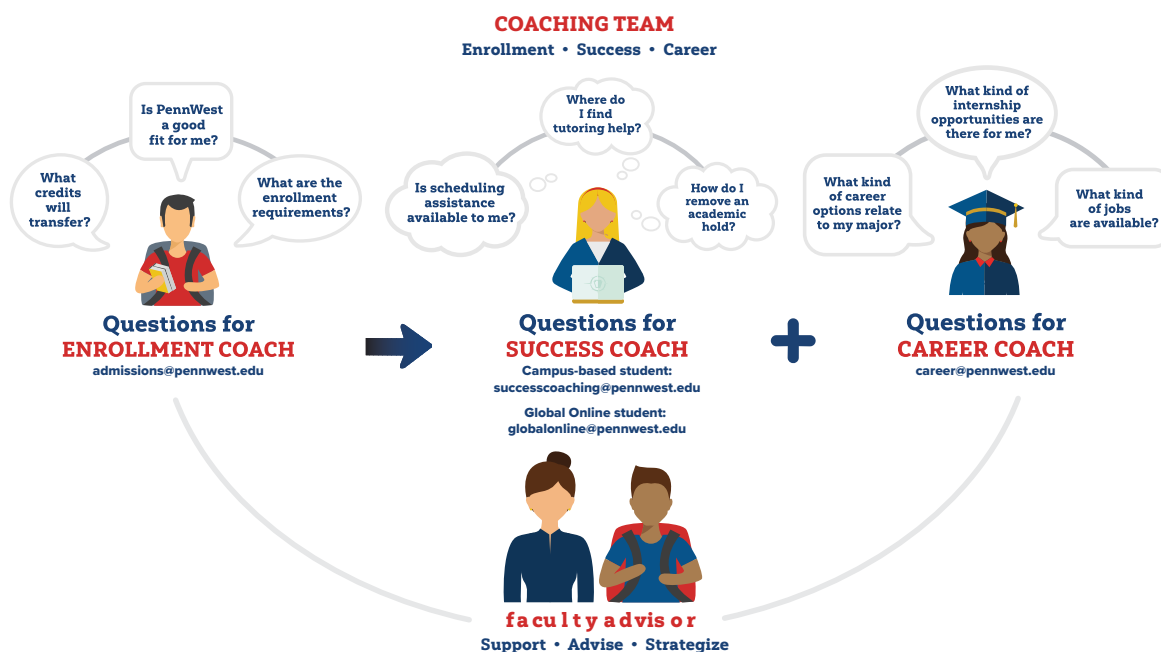 COACHING TEAM
Enrollment • Success • Career
Is PennWest
a good
fit for me?
What
credits
will
transfer?
What are the
enrollment
requirements?
Questions for
ENROLLMENT COACH
admissions@pennwest.edu
Where do
I find
tutoring help?
Is scheduling
assistance
available to me?
How do I
remove an
academic
hold?
Questions for
SUCCESS COACH
Campus-based student:
successcoaching@pennwest.edu
Global Online student:
globalonline@pennwest.edu
What kind of
internship
opportunities are
there for me?
What kind
of career
options relate
to my major?
What kind
of jobs
are available?
Questions for
CAREER COACH
career@pennwest.edu
faculty advisor
Support • Advise • Strategize